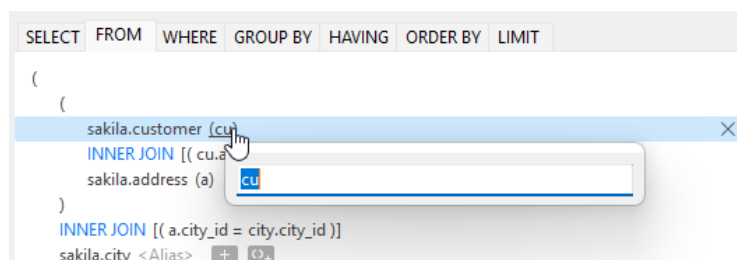 SELECT FROM WHERE GROUP BY HAVING ORDER BY LIMIT
(
(
sakila.customer (cu)
INNER JOIN [( cu.a
sakila.address (a)
cu
)
INNER JOIN [( a.city_id = city.city_id )]
sakila.city <Alias>